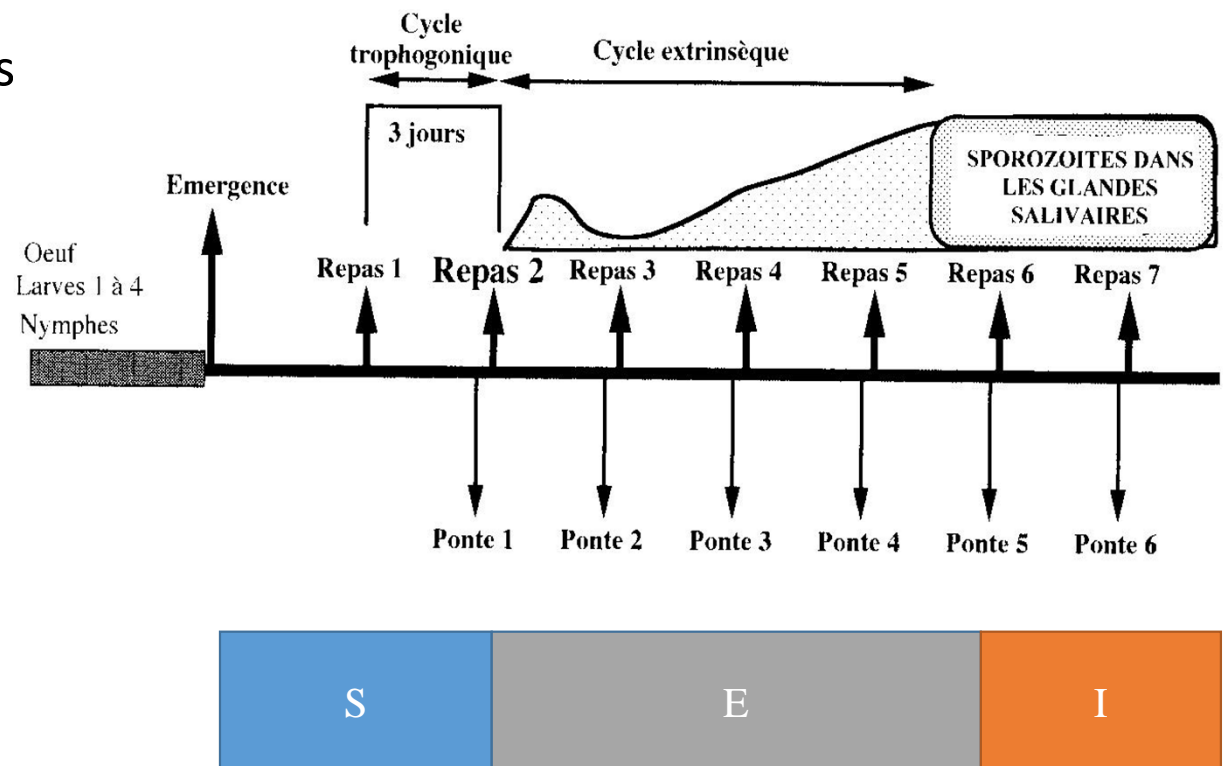 s
Cycle
trophogonique
Cycle extrinsèque
3 jours
Emergence
SPOROZOITES DANS
LES GLANDES
SALIVAIRES
Oeuf
Larves 1 à 4
Nymphes
Repas 1 Repas 2 Repas 3 Repas 4 Repas 5 Repas 6 Repas 7
Ponte 1 Ponte 2 Ponte 3 Ponte 4 Ponte 5 Ponte 6
S E I